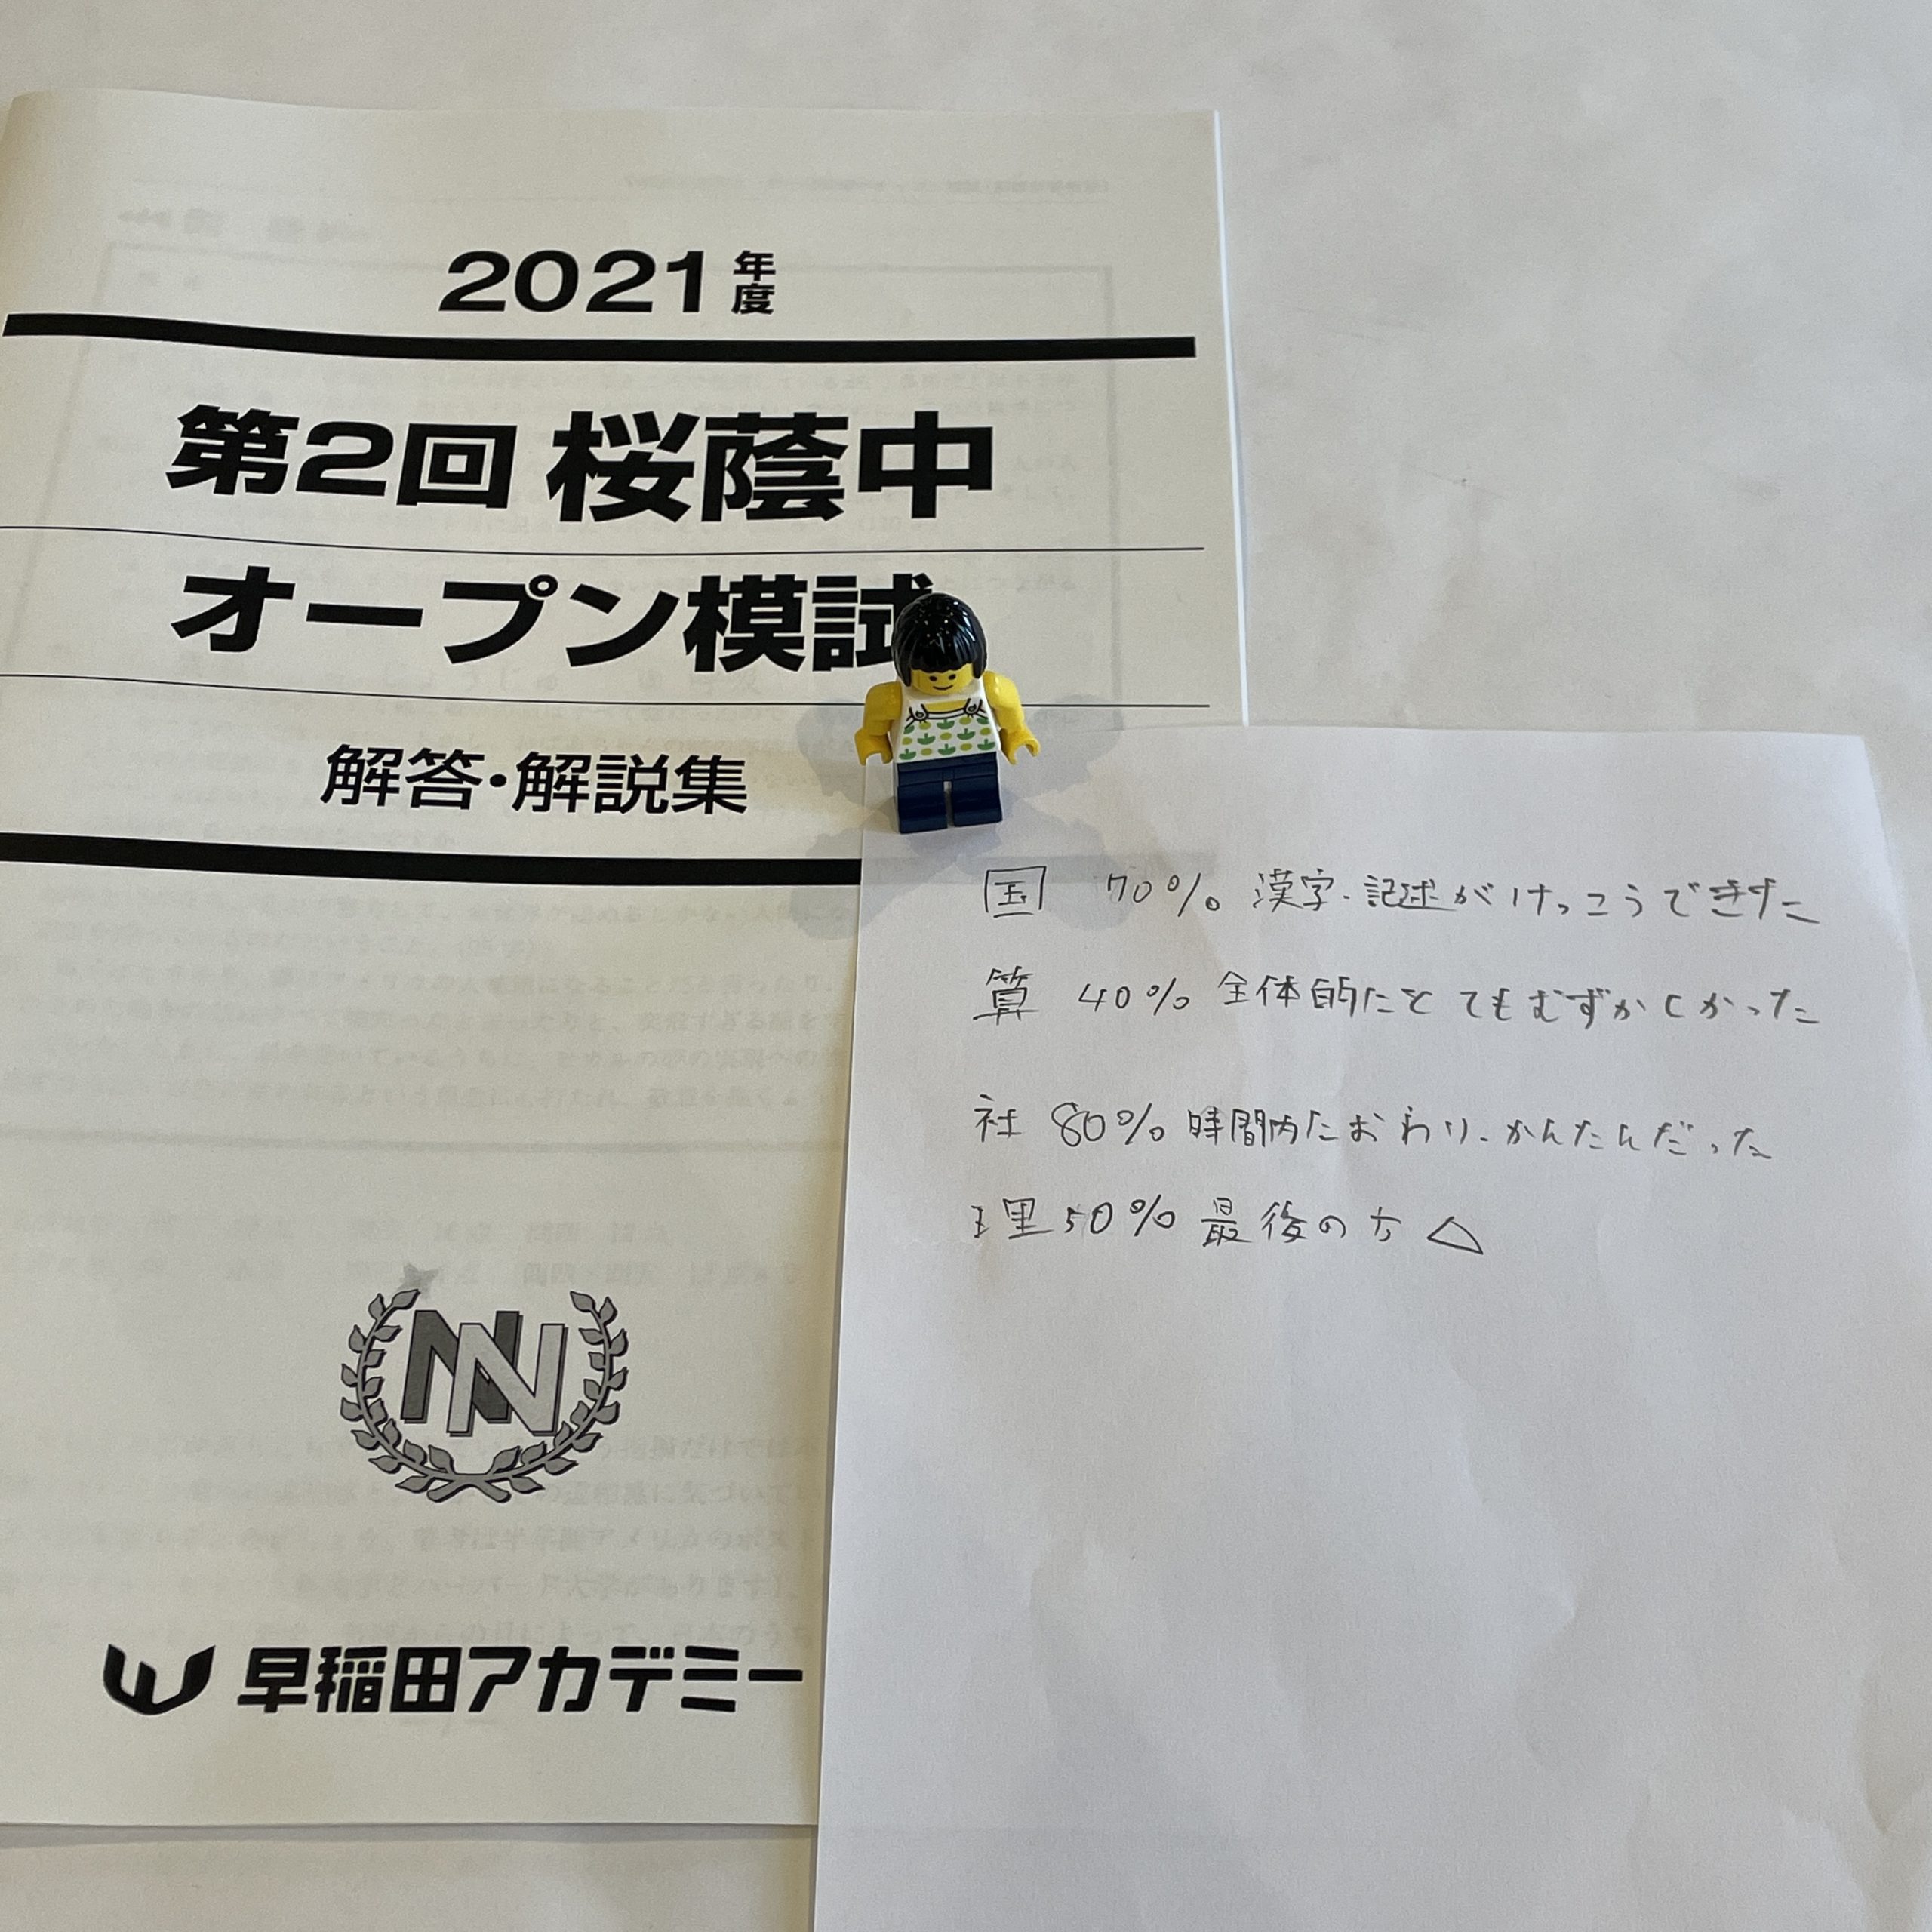 2021年度
第2回 桜蔭中
オープン模試
解答・解説集
NN
早稲田アカデミー
国 70% 漢字・記述がけっこうできた
算 40% 全体的にとてもむずかしかった
社 80% 時間内におわり、かんたんだった
理 50% 最後の方 △